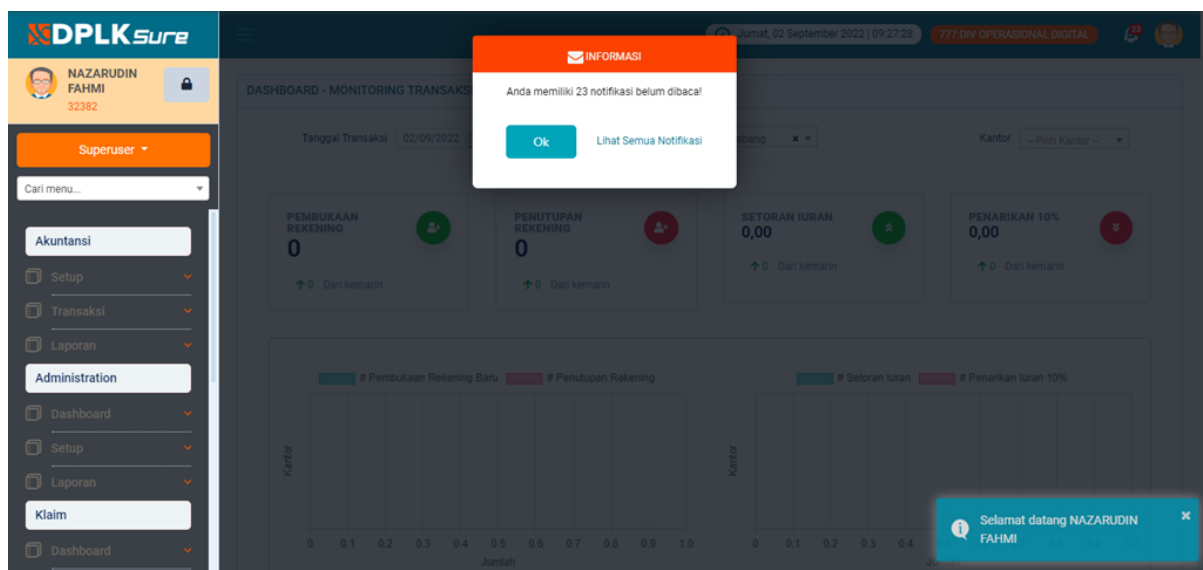 DPLKSure
Jumat, 02 September 2022 | 09:27:28
777:DIV OPERASIONAL DIGITAL
23
NAZARUDIN
FAHMI
32382
Superuser
Cari menu...
Akuntansi
Setup
Transaksi
Laporan
Administration
Dashboard
Setup
Laporan
Klaim
Dashboard
INFORMASI
Anda memiliki 23 notifikasi belum dibaca!
Ok
Lihat Semua Notifikasi
DASHBOARD - MONITORING TRANSAKS
Tanggal Transaksi 02/09/2022
abang x
Kantor -- Pilih Kantor --
PEMBUKAAN
REKENING
0
0 Dari kemarin
PENUTUPAN
REKENING
0
0 Dari kemarin
SETORAN IURAN
0,00
0 Dari kemarin
PENARIKAN 10%
0,00
0 Dari kemarin
# Pembukaan Rekening Baru # Penutupan Rekening
Kantor
0 0.1 0.2 0.3 0.4 0.5 0.6 0.7 0.8 0.9 1.0
Jumlah
# Setoran Iuran # Penarikan Iuran 10%
Kantor
0 0.1 0.2 0.3 0.4
Selamat datang NAZARUDIN
FAHMI
×